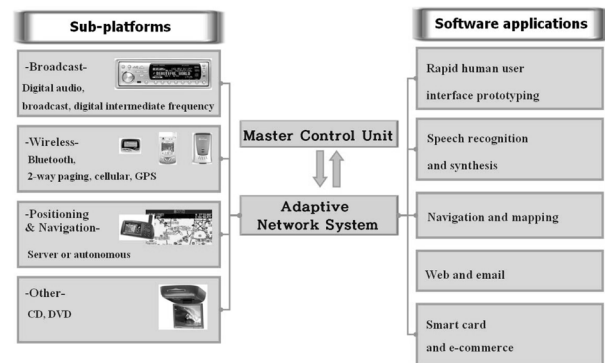 Sub-platforms
-Broadcast-
Digital audio,
broadcast, digital intermediate frequency
-Wireless-
Bluetooth,
2-way paging, cellular, GPS
-Positioning
& Navigation-
Server or autonomous
-Other-
CD, DVD
Master Control Unit
Adaptive
Network System
Software applications
Rapid human user
interface prototyping
Speech recognition
and synthesis
Navigation and mapping
Web and email
Smart card
and e-commerce